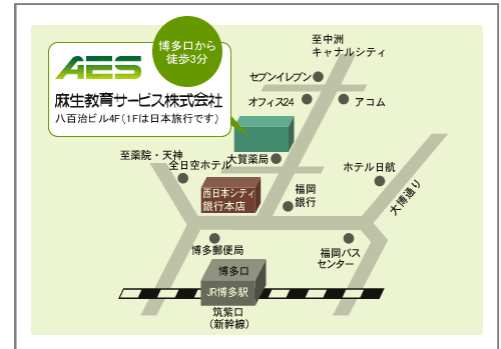 博多口から
徒歩3分
AES
麻生教育サービス株式会社
八百治ビル4F(1Fは日本旅行です)
至中洲
キャナルシティ
セブンイレブン
オフィス24
アコム
至薬院・天神
全日空ホテル
大賀薬局
ホテル日航
大博通り
西日本シティ
銀行本店
福岡
銀行
博多郵便局
福岡バス
センター
博多口
JR博多駅
筑紫口
(新幹線)